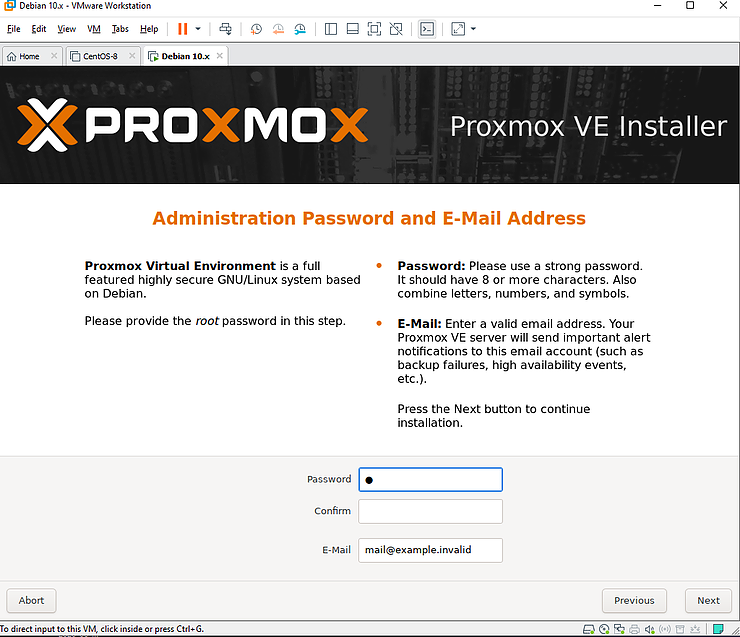 Debian 10.x - VMware Workstation
File Edit View VM Tabs Help
Home CentOS-8 Debian 10.x
PROXMOX
Proxmox VE Installer
Administration Password and E-Mail Address
Proxmox Virtual Environment is a full
featured highly secure GNU/Linux system based
on Debian.
Please provide the root password in this step.
• Password: Please use a strong password.
It should have 8 or more characters. Also
combine letters, numbers, and symbols.
• E-Mail: Enter a valid email address. Your
Proxmox VE server will send important alert
notifications to this email account (such as
backup failures, high availability events,
etc.).
Press the Next button to continue
installation.
Password ●
Confirm
E-Mail mail@example.invalid
Abort Previous Next
To direct input to this VM, click inside or press Ctrl+G.